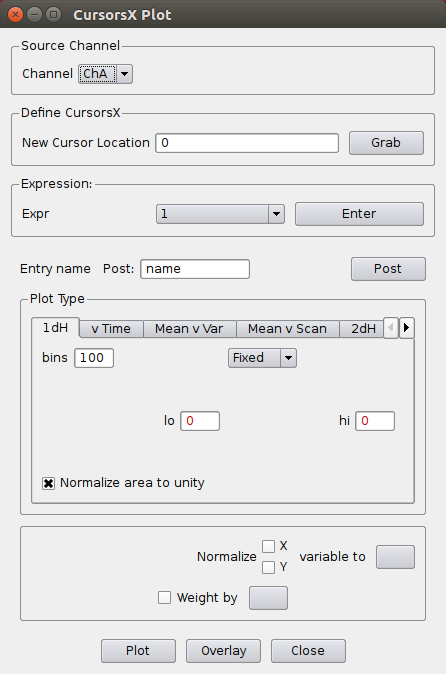 CursorsX Plot
Source Channel
Channel ChA
Define CursorsX
New Cursor Location 0 Grab
Expression:
Expr 1 Enter
Entry name Post: name Post
Plot Type
1dH v Time Mean v Var Mean v Scan 2dH
bins 100 Fixed
lo 0 hi 0
Normalize area to unity
X
Normalize variable to
Y
Weight by
Plot Overlay Close